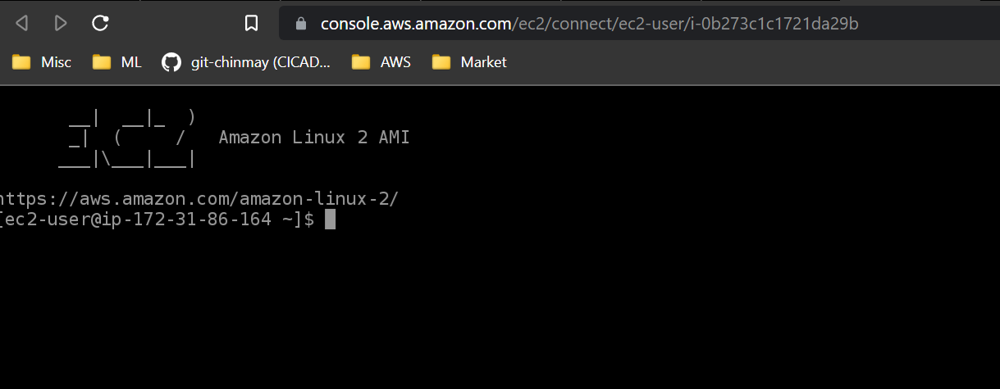 console.aws.amazon.com/ec2/connect/ec2-user/i-0b273c1c1721da29b
Misc ML git-chinmay (CICAD... AWS Market
__|  __|_  )
_|  (     /   Amazon Linux 2 AMI
___|\___|___|
https://aws.amazon.com/amazon-linux-2/
[ec2-user@ip-172-31-86-164 ~]$